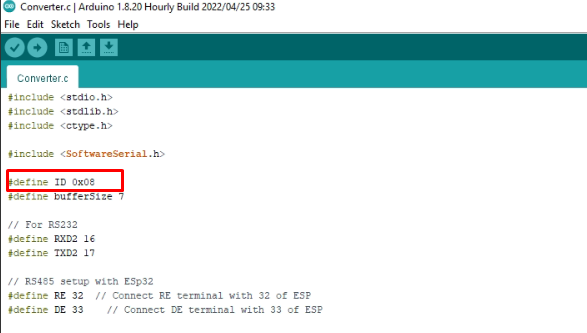 Converter.c | Arduino 1.8.20 Hourly Build 2022/04/25 09:33
File Edit Sketch Tools Help
Converter.c
#include <stdio.h>
#include <stdlib.h>
#include <ctype.h>
#include <SoftwareSerial.h>
#define ID 0x08
#define bufferSize 7
// For RS232
#define RXD2 16
#define TXD2 17
// RS485 setup with ESp32
#define RE 32  // Connect RE terminal with 32 of ESP
#define DE 33    // Connect DE terminal with 33 of ESP